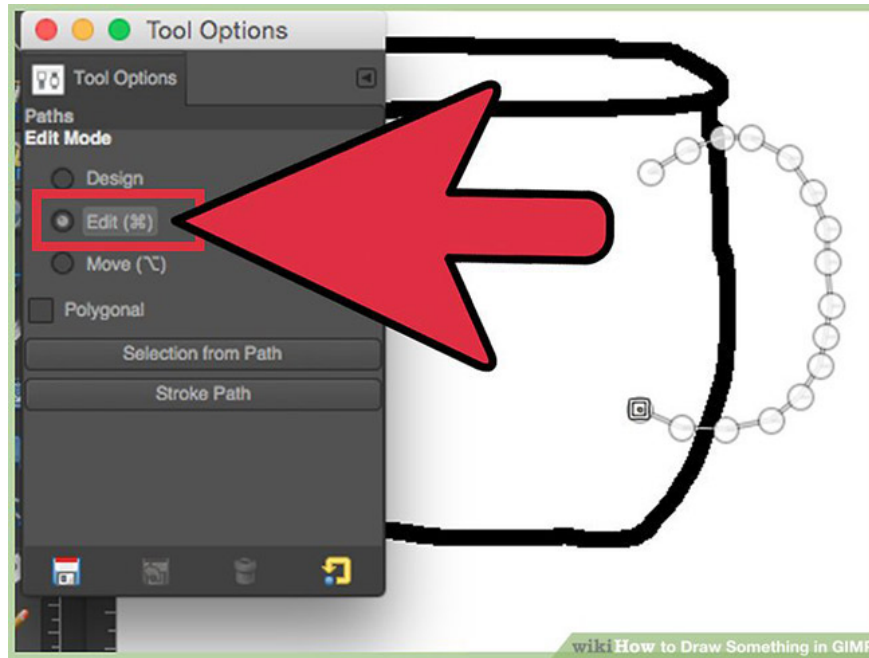 Tool Options
Tool Options
Paths
Edit Mode
Design
Edit (⌘)
Move (⌥)
Polygonal
Selection from Path
Stroke Path
wikiHow to Draw Something in GIMP